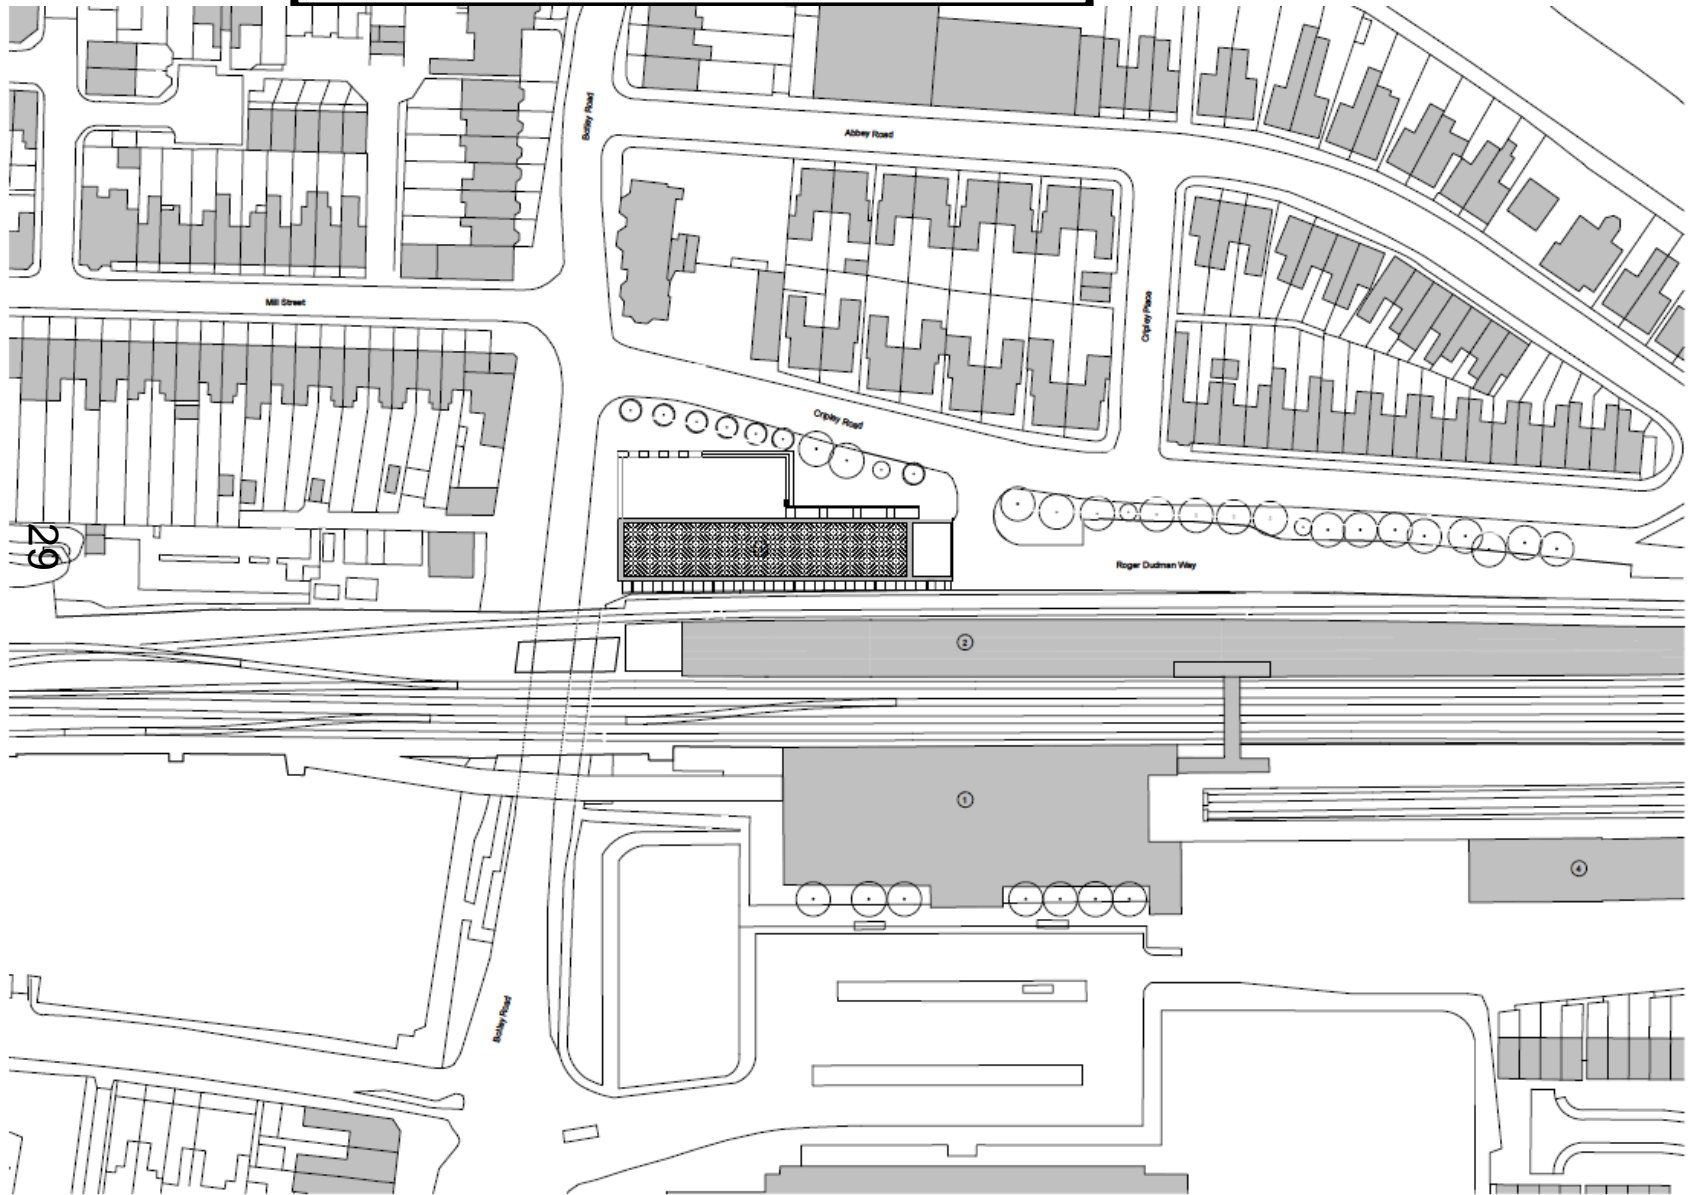 Botley Road
Abbey Road
Mill Street
Cripley Place
Cripley Road
29
Roger Dudman Way
2
1
4
Botley Road